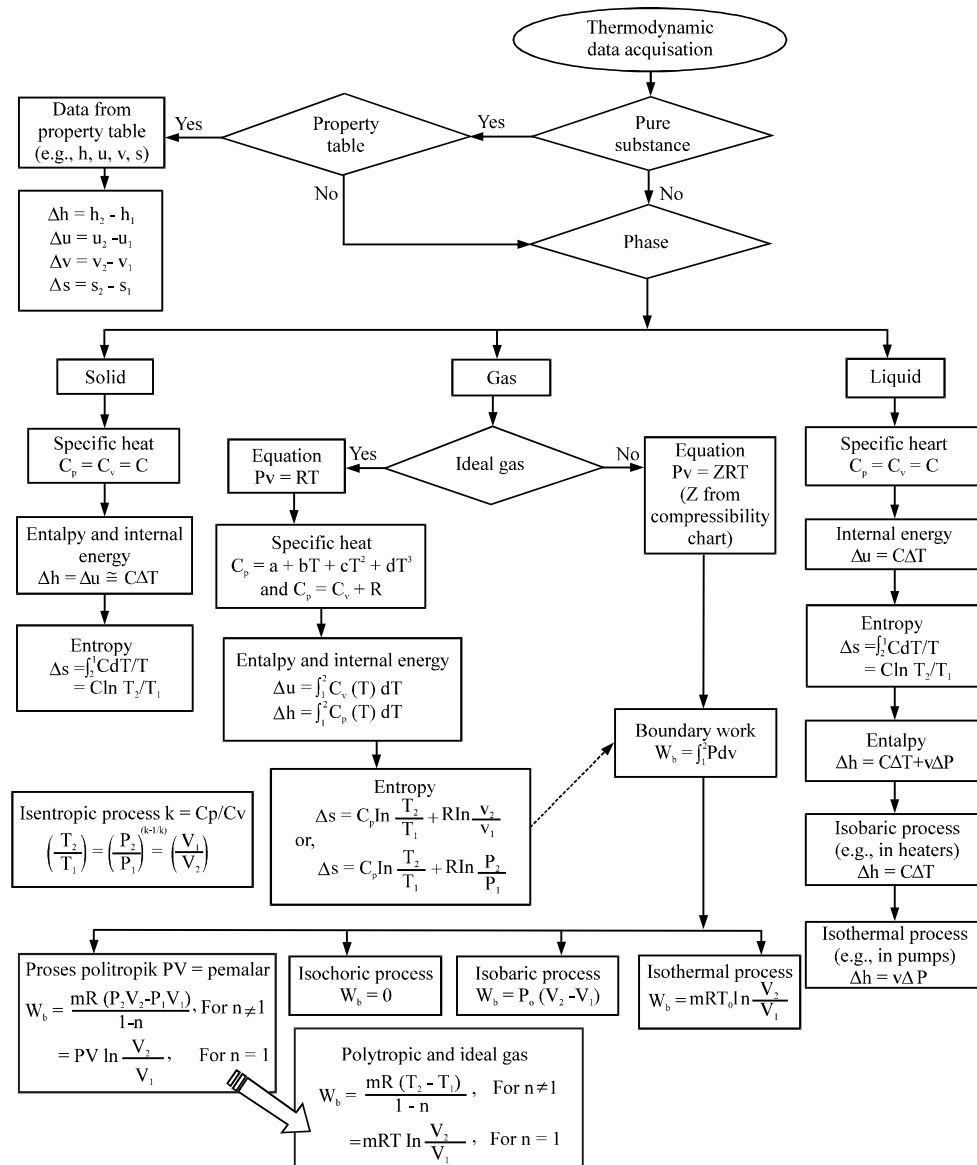 Thermodynamic
data acquisation
Data from
property table
(e.g., h, u, v, s)
Yes
Property
table
Yes
Pure
substance
No
No
Δh = h₂ - h₁
Δu = u₂ -u₁
Δv = v₂- v₁
Δs = s₂ - s₁
Phase
Solid
Gas
Liquid
Specific heat
Cₚ = Cᵥ = C
Entalpy and internal
energy
Δh = Δu ≅ CΔT
Entropy
Δs = ∫₂¹CdT/T
= Cln T₂/T₁
Ideal gas
Yes
No
Equation
Pv = RT
Specific heat
Cₚ = a + bT + cT² + dT³
and Cₚ = Cᵥ + R
Entalpy and internal energy
Δu = ∫₁² Cᵥ (T) dT
Δh = ∫₁² Cₚ (T) dT
Entropy
Δs = CₚIn T₂/T₁ + RIn v₂/v₁
or,
Δs = CₚIn T₂/T₁ + RIn P₂/P₁
Equation
Pv = ZRT
(Z from
compressibility
chart)
Boundary work
W_b = ∫₁²Pdv
Specific heart
Cₚ = Cᵥ = C
Internal energy
Δu = CΔT
Entropy
Δs = ∫₂¹CdT/T
= Cln T₂/T₁
Entalpy
Δh = CΔT+vΔP
Isobaric process
(e.g., in heaters)
Δh = CΔT
Isothermal process
(e.g., in pumps)
Δh = vΔ P
Isentropic process k = Cp/Cv
(T₂/T₁) = (P₂/P₁)^(k-1/k) = (V₁/V₂)
Proses politropik PV = pemalar
W_b = mR (P₂V₂-P₁V₁)/1-n, For n≠1
= PV ln V₂/V₁, For n = 1
Isochoric process
W_b = 0
Isobaric process
W_b = Pₒ (V₂ -V₁)
Isothermal process
W_b = mRT₀ln V₂/V₁
Polytropic and ideal gas
W_b = mR (T₂ - T₁)/1 - n, For n≠1
=mRT In V₂/V₁, For n = 1